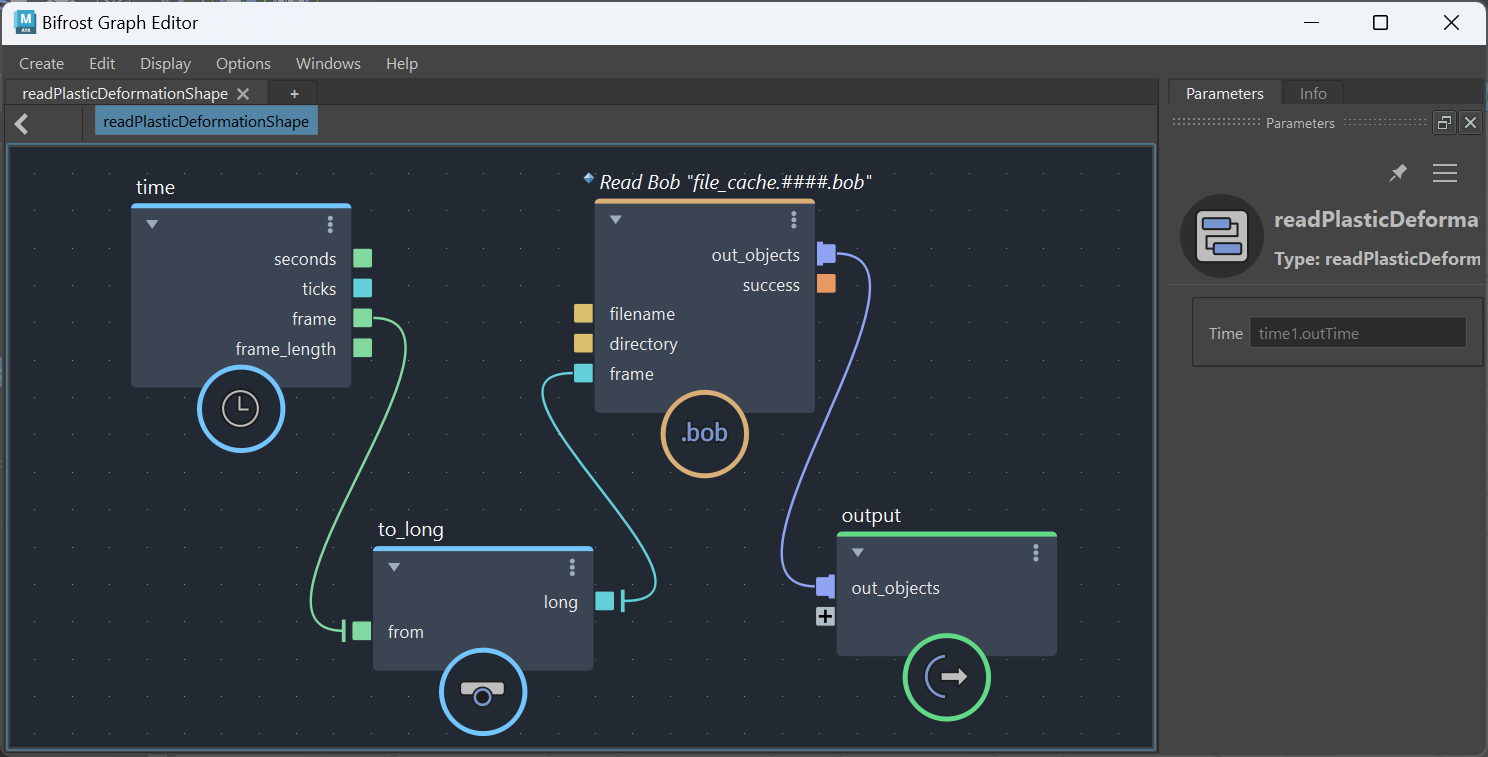 M AYA Bifrost Graph Editor
Create Edit Display Options Windows Help
readPlasticDeformationShape +
readPlasticDeformationShape
time
seconds
ticks
frame
frame_length
Read Bob "file_cache.####.bob"
out_objects
success
filename
directory
frame
.bob
to_long
long
from
output
out_objects
Parameters Info
Parameters
readPlasticDeforma
Type: readPlasticDeform
Time time1.outTime